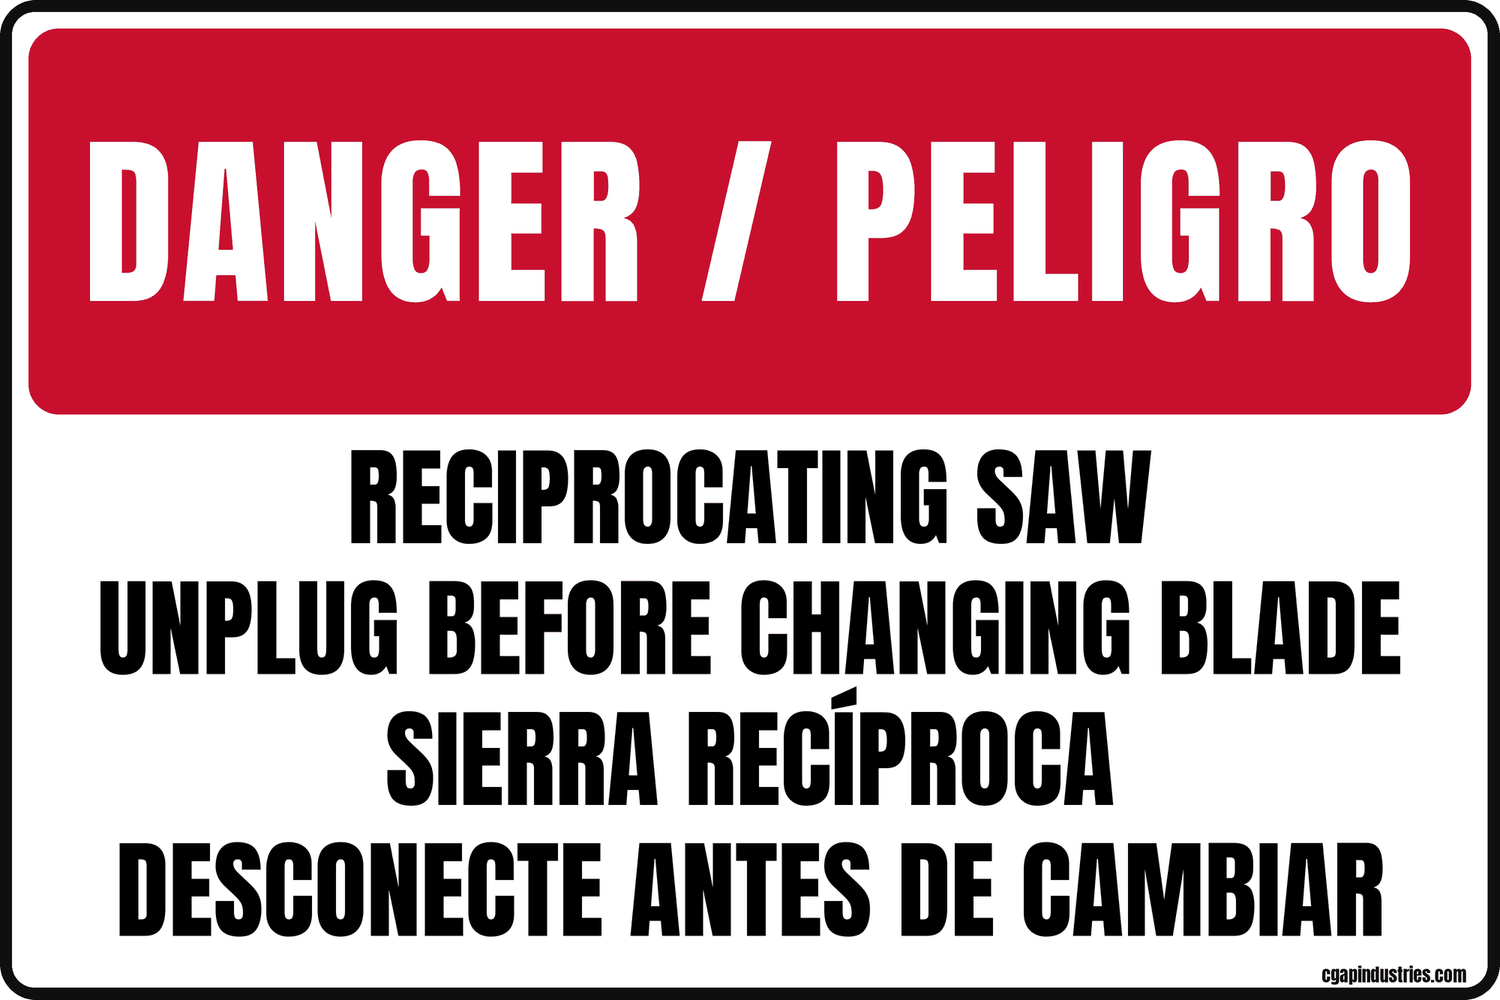 DANGER / PELIGRO
RECIPROCATING SAW
UNPLUG BEFORE CHANGING BLADE
SIERRA RECÍPROCA
DESCONECTE ANTES DE CAMBIAR
cgapindustries.com